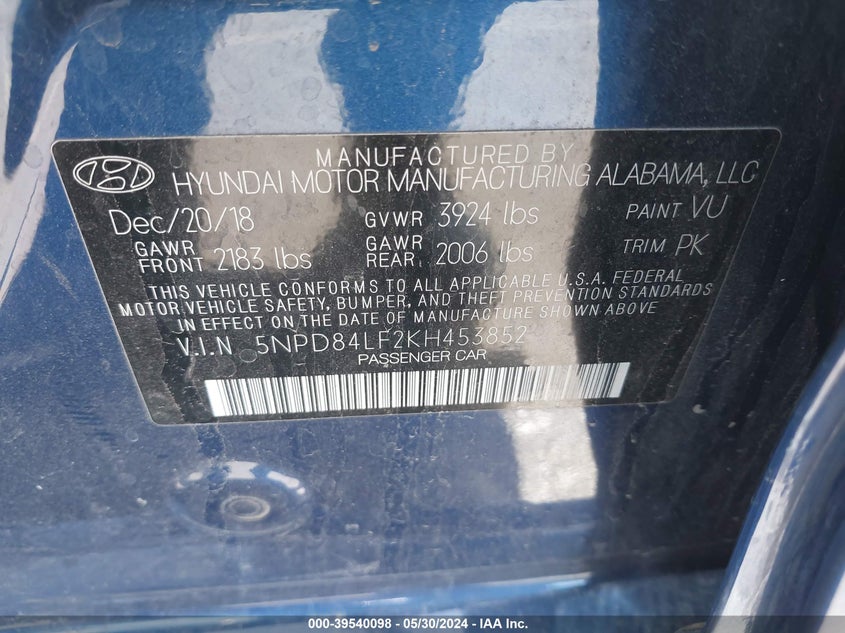 MANUFACTURED BY
HYUNDAI MOTOR MANUFACTURING ALABAMA, LLC
Dec/20/18 GVWR 3924 lbs PAINT VU
GAWR FRONT 2183 lbs GAWR REAR 2006 lbs TRIM PK
THIS VEHICLE CONFORMS TO ALL APPLICABLE U.S.A. FEDERAL
MOTOR VEHICLE SAFETY, BUMPER, AND THEFT PREVENTION STANDARDS
IN EFFECT ON THE DATE OF MANUFACTURE SHOWN ABOVE.
V.I.N 5NPD84LF2KH453852
PASSENGER CAR
000-39540098 - 05/30/2024 - IAA Inc.